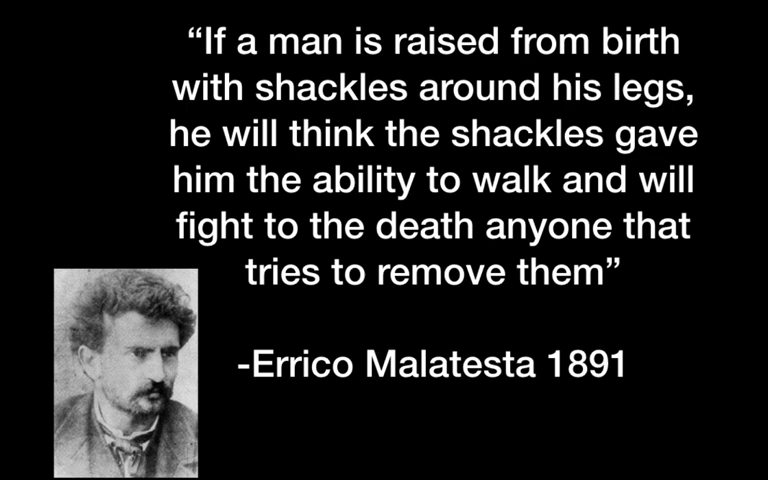 “If a man is raised from birth
with shackles around his legs,
he will think the shackles gave
him the ability to walk and will
fight to the death anyone that
tries to remove them”
-Errico Malatesta 1891